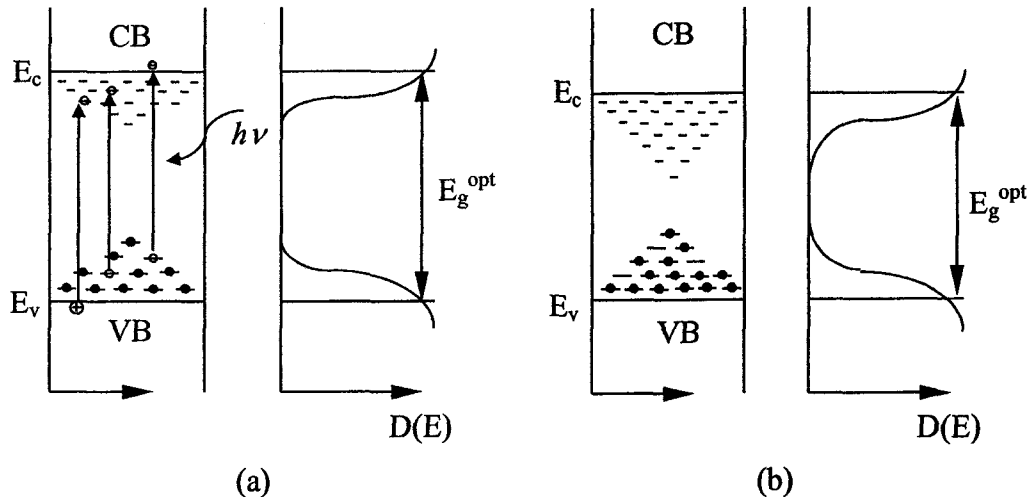 CB
E_c
hν
E_g^opt
E_v
VB
D(E)
(a)
CB
E_c
E_g^opt
E_v
VB
D(E)
(b)